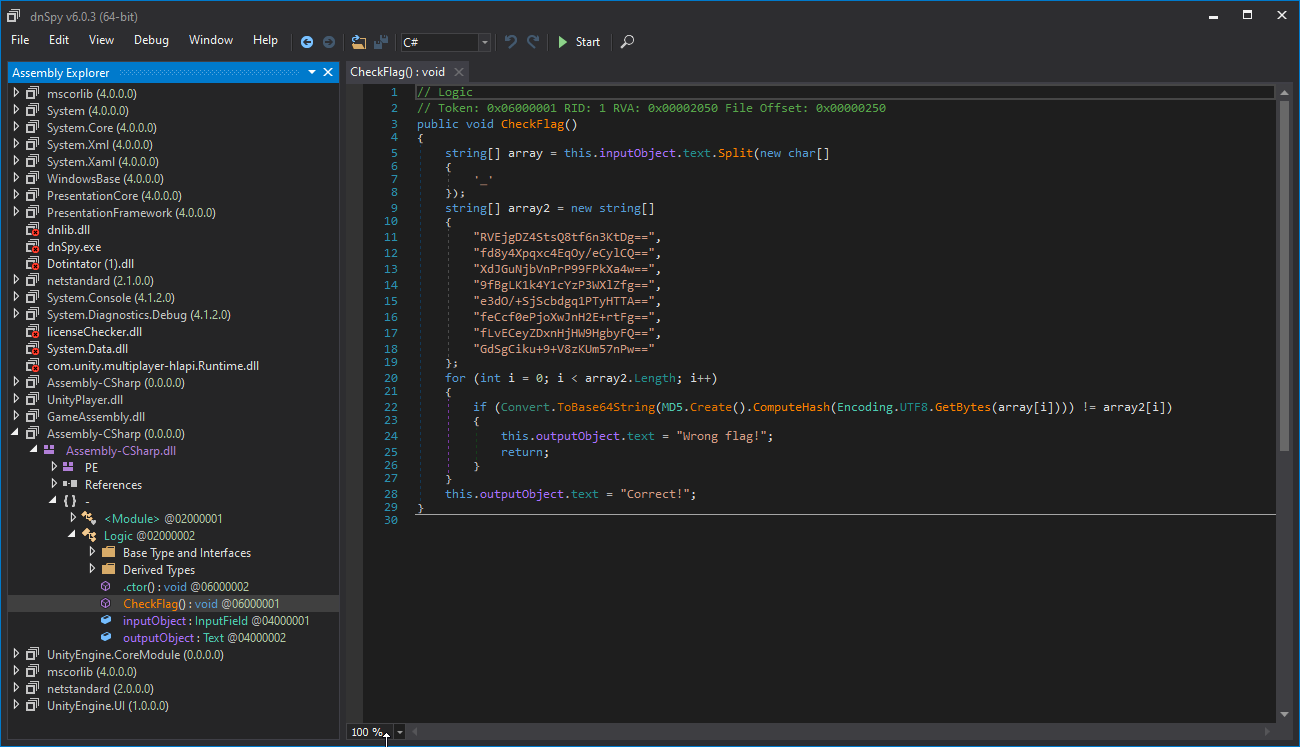 dnSpy v6.0.3 (64-bit)
File Edit View Debug Window Help C# Start
Assembly Explorer
mscorlib (4.0.0.0)
System (4.0.0.0)
System.Core (4.0.0.0)
System.Xml (4.0.0.0)
System.Xaml (4.0.0.0)
WindowsBase (4.0.0.0)
PresentationCore (4.0.0.0)
PresentationFramework (4.0.0.0)
dnlib.dll
dnSpy.exe
Dotintator (1).dll
netstandard (2.1.0.0)
System.Console (4.1.2.0)
System.Diagnostics.Debug (4.1.2.0)
licenseChecker.dll
System.Data.dll
com.unity.multiplayer-hlapi.Runtime.dll
Assembly-CSharp (0.0.0.0)
UnityPlayer.dll
GameAssembly.dll
Assembly-CSharp (0.0.0.0)
Assembly-CSharp.dll
PE
References
{ } -
<Module> @02000001
Logic @02000002
Base Type and Interfaces
Derived Types
.ctor() : void @06000002
CheckFlag() : void @06000001
inputObject : InputField @04000001
outputObject : Text @04000002
UnityEngine.CoreModule (0.0.0.0)
mscorlib (4.0.0.0)
netstandard (2.0.0.0)
UnityEngine.UI (1.0.0.0)
CheckFlag() : void
1 // Logic
2 // Token: 0x06000001 RID: 1 RVA: 0x00002050 File Offset: 0x00000250
3 public void CheckFlag()
4 {
5 string[] array = this.inputObject.text.Split(new char[]
6 {
7 '_'
8 });
9 string[] array2 = new string[]
10 {
11 "RVEjgDZ4StsQ8tf6n3KtDg==",
12 "fd8y4Xpqxc4EqOy/eCylCQ==",
13 "XdJGuNjbVnPrP99FPkXa4w==",
14 "9fBgLK1k4Y1cYzP3WXlZfg==",
15 "e3dO/+SjScbdgq1PTyHTTA==",
16 "feCcf0ePjoXwJnH2E+rtFg==",
17 "fLvECeyZDxnHjHW9HgbyFQ==",
18 "GdSgCiku+9+V8zKUm57nPw=="
19 };
20 for (int i = 0; i < array2.Length; i++)
21 {
22 if (Convert.ToBase64String(MD5.Create().ComputeHash(Encoding.UTF8.GetBytes(array[i]))) != array2[i])
23 {
24 this.outputObject.text = "Wrong flag!";
25 return;
26 }
27 }
28 this.outputObject.text = "Correct!";
29 }
30
100 %